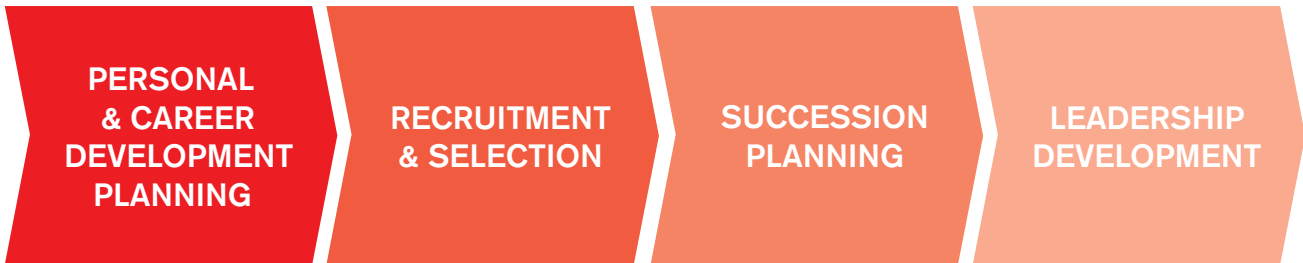 PERSONAL
& CAREER
DEVELOPMENT
PLANNING
RECRUITMENT
& SELECTION
SUCCESSION
PLANNING
LEADERSHIP
DEVELOPMENT